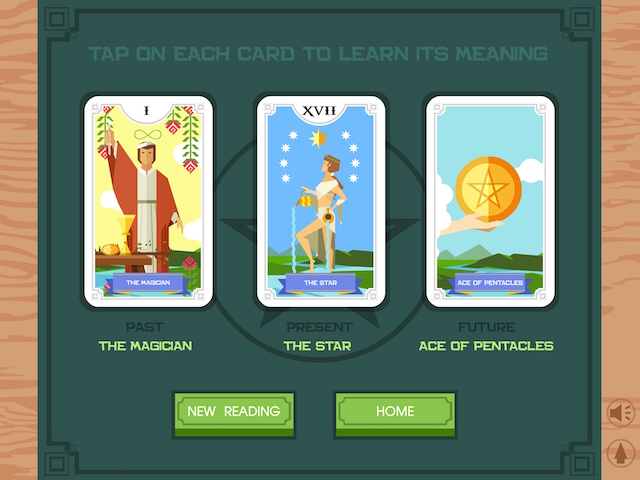 TAP ON EACH CARD TO LEARN ITS MEANING
I
XVII
THE MAGICIAN
THE STAR
ACE OF PENTACLES
PAST
PRESENT
FUTURE
THE MAGICIAN
THE STAR
ACE OF PENTACLES
NEW READING
HOME